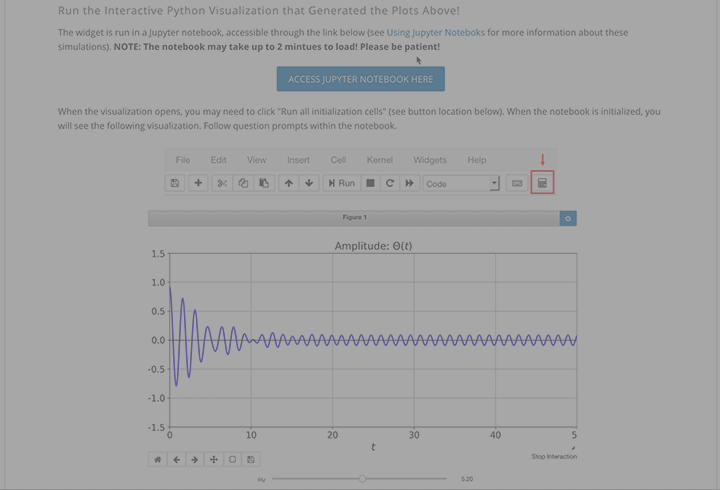 Run the Interactive Python Visualization that Generated the Plots Above!
The widget is run in a Jupyter notebook, accessible through the link below (see Using Jupyter Noteboks for more information about these
simulations). NOTE: The notebook may take up to 2 mintues to load! Please be patient!
ACCESS JUPYTER NOTEBOOK HERE
When the visualization opens, you may need to click "Run all initialization cells" (see button location below). When the notebook is initialized, you
will see the following visualization. Follow question prompts within the notebook.
File Edit View Insert Cell Kernel Widgets Help
Run Code
Figure 1
Amplitude: Θ(t)
1.5
1.0
0.5
0.0
-0.5
-1.0
-1.5
0 10 20 30 40 5
t
Stop Interaction
5.20